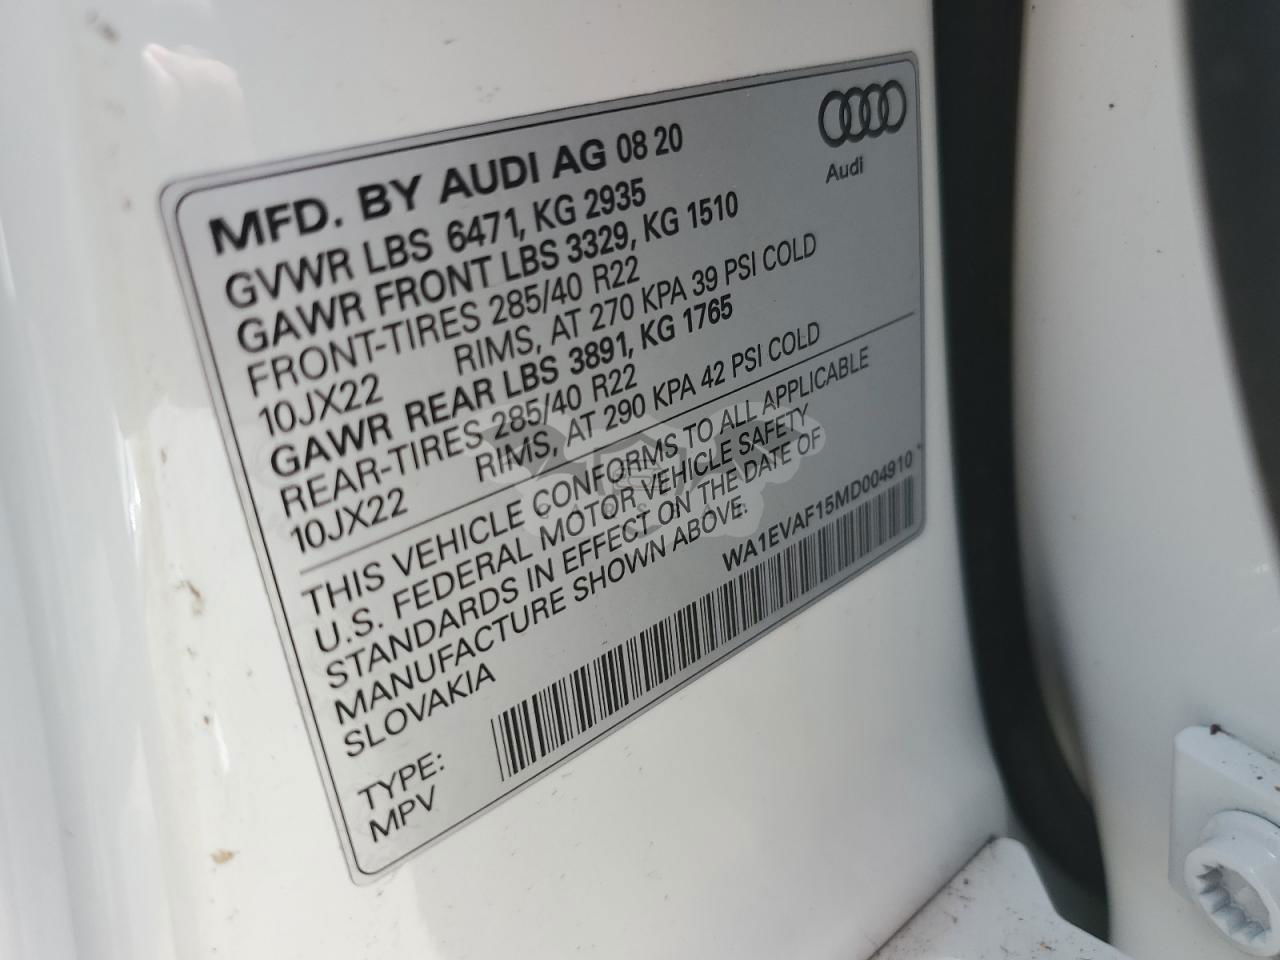 Audi
MFD. BY AUDI AG 08 20
GVWR LBS 6471, KG 2935
GAWR FRONT LBS 3329, KG 1510
FRONT-TIRES 285/40 R22
10JX22 RIMS, AT 270 KPA 39 PSI COLD
GAWR REAR LBS 3891, KG 1765
REAR-TIRES 285/40 R22
10JX22 RIMS, AT 290 KPA 42 PSI COLD
THIS VEHICLE CONFORMS TO ALL APPLICABLE
U.S. FEDERAL MOTOR VEHICLE SAFETY
STANDARDS IN EFFECT ON THE DATE OF
MANUFACTURE SHOWN ABOVE.
SLOVAKIA
WA1EVAF15MD004910 *
TYPE:
MPV